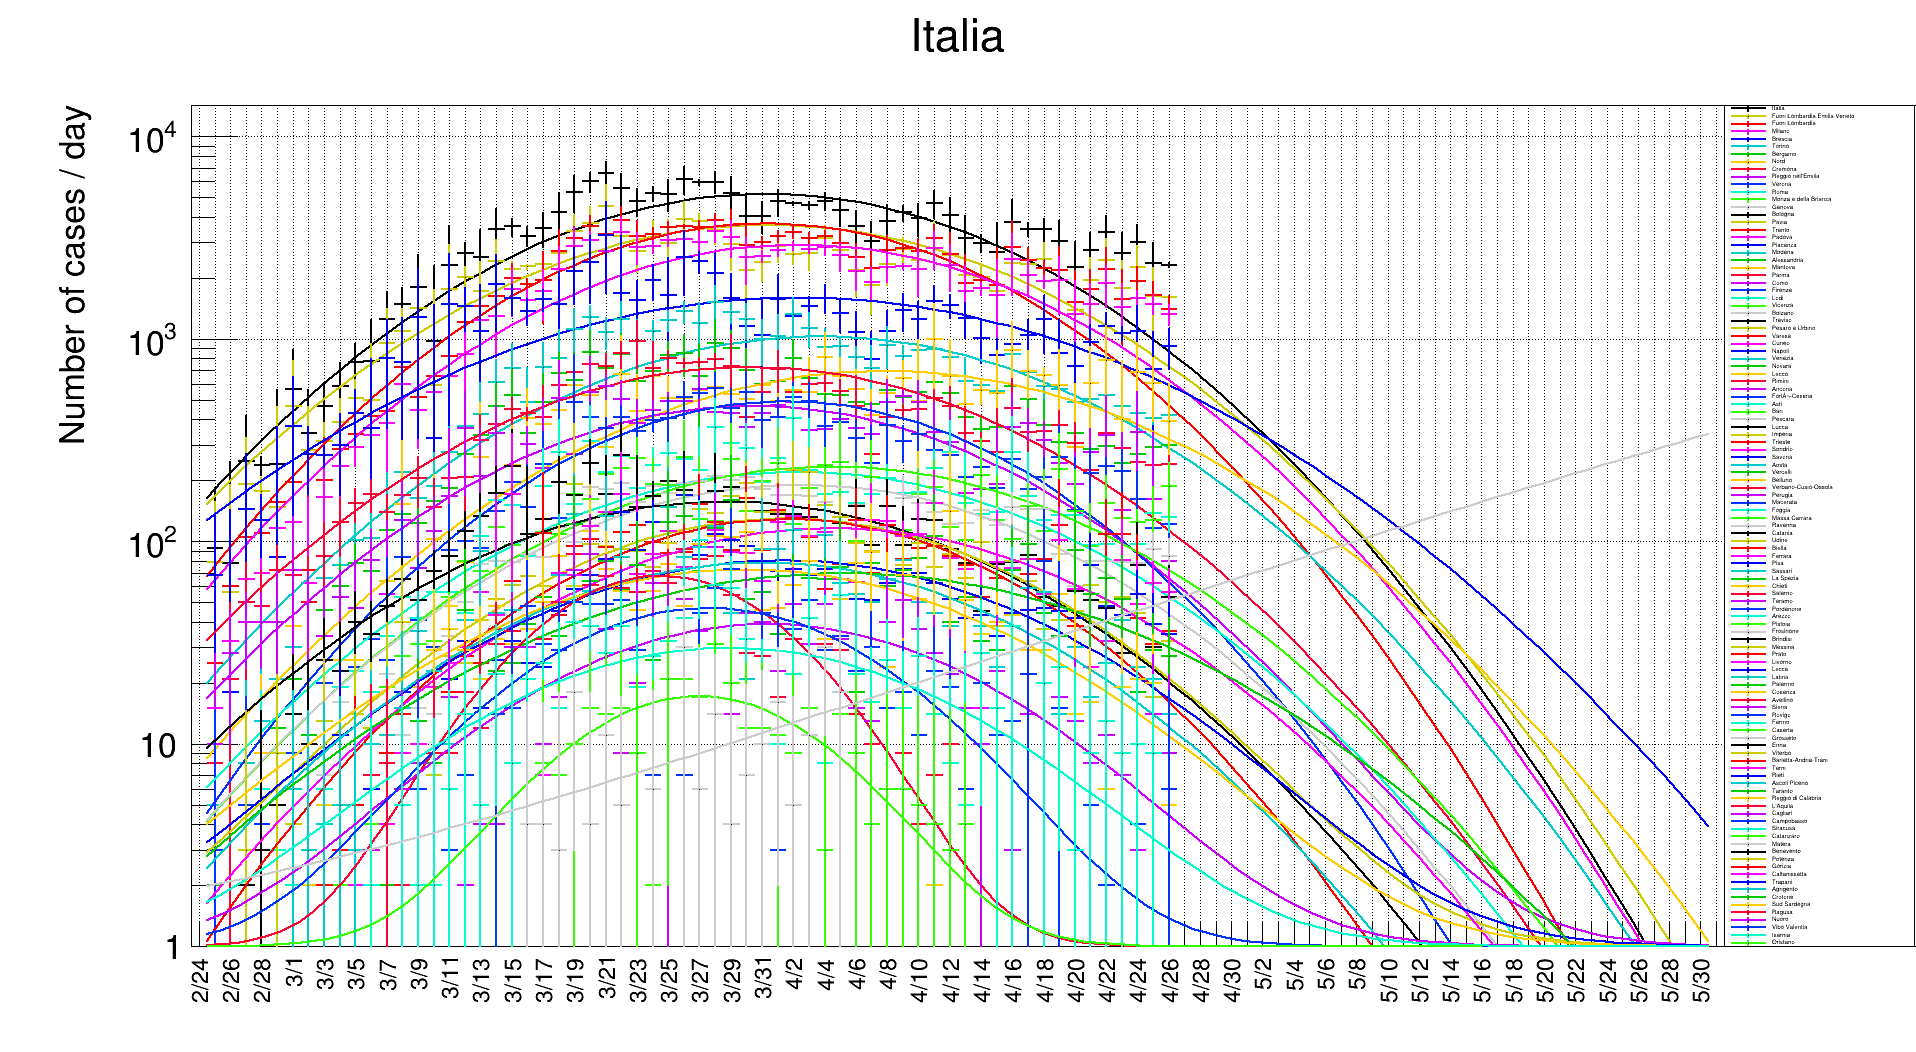 Italia
Number of cases / day
10⁴
10³
10²
10
1
2/24 2/26 2/28 3/1 3/3 3/5 3/7 3/9 3/11 3/13 3/15 3/17 3/19 3/21 3/23 3/25 3/27 3/29 3/31 4/2 4/4 4/6 4/8 4/10 4/12 4/14 4/16 4/18 4/20 4/22 4/24 4/26 4/28 4/30 5/2 5/4 5/6 5/8 5/10 5/12 5/14 5/16 5/18 5/20 5/22 5/24 5/26 5/28 5/30
Italia
Fuori Lombardia Emilia Veneto
Fuori Lombardia
Milano
Brescia
Torino
Bergamo
Nord
Cremona
Reggio nell'Emilia
Verona
Roma
Monza e della Brianza
Genova
Bologna
Pavia
Trento
Padova
Piacenza
Modena
Alessandria
Mantova
Parma
Como
Firenze
Lodi
Vicenza
Bolzano
Treviso
Pesaro e Urbino
Varese
Cuneo
Napoli
Venezia
Novara
Lecco
Rimini
Ancona
Asti
Bari
Pescara
Lucca
Imperia
Trieste
Sondrio
Savona
Aosta
Vercelli
Belluno
Verbano-Cusio-Ossola
Perugia
Macerata
Foggia
Massa Carrara
Ravenna
Catania
Udine
Biella
Ferrara
Pisa
Sassari
La Spezia
Chieti
Salerno
Teramo
Pordenone
Arezzo
Pistoia
Frosinone
Brindisi
Messina
Prato
Livorno
Lecce
Latina
Palermo
Cosenza
Avellino
Siena
Rovigo
Fermo
Caserta
Grosseto
Enna
Viterbo
Barletta-Andria-Trani
Terni
Rieti
Ascoli Piceno
Taranto
Reggio di Calabria
L'Aquila
Cagliari
Campobasso
Siracusa
Catanzaro
Matera
Benevento
Potenza
Gorizia
Caltanissetta
Trapani
Agrigento
Crotone
Sud Sardegna
Ragusa
Nuoro
Vibo Valentia
Isernia
Oristano